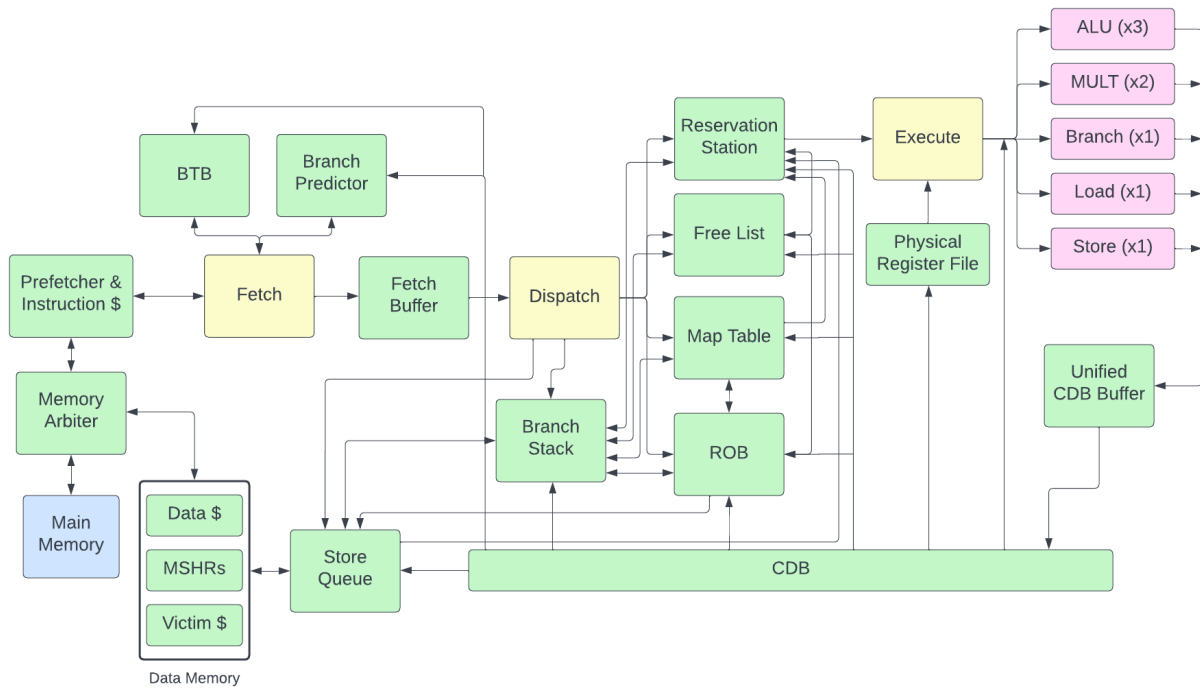 ALU (x3)
MULT (x2)
Branch (x1)
Load (x1)
Store (x1)
Reservation
Station
Execute
BTB
Branch
Predictor
Free List
Physical
Register File
Prefetcher &
Instruction $
Fetch
Fetch
Buffer
Dispatch
Map Table
Unified
CDB Buffer
Memory
Arbiter
Branch
Stack
ROB
Main
Memory
Data $
MSHRs
Victim $
Data Memory
Store
Queue
CDB